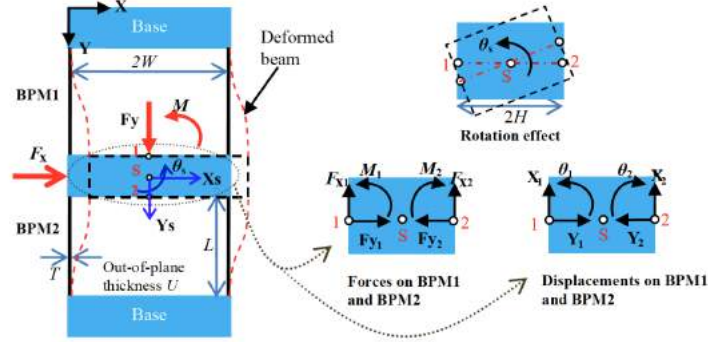 X
Base
Y
2W
Deformed
beam
BPM1
Fy
M
Fx
1
S
θs
2
Xs
Ys
BPM2
L
T
Out-of-plane
thickness U
Base
θs
1
S
2
2H
Rotation effect
FX1
M1
M2
FX2
1
S
2
Fy1
Fy2
Forces on BPM1
and BPM2
X1
θ1
θ2
X2
1
S
2
Y1
Y2
Displacements on BPM1
and BPM2